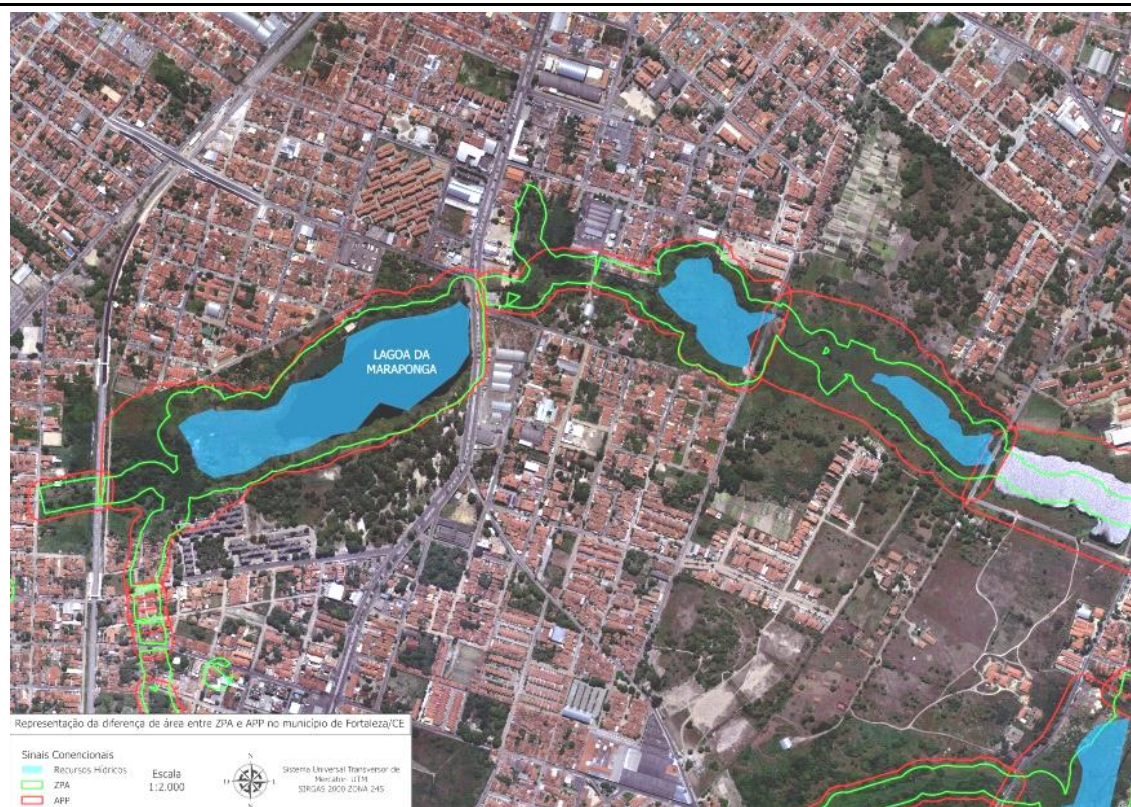 LAGOA DA
MARAPONGA
Representação da diferença de área entre ZPA e APP no município de Fortaleza/CE
Sinais Conencionais
Recursos Hídricos
ZPA
APP
Escala
1:2.000
Sistema Universal Transversor de
Mercator- UTM
SIRGAS 2000 ZONA 24S